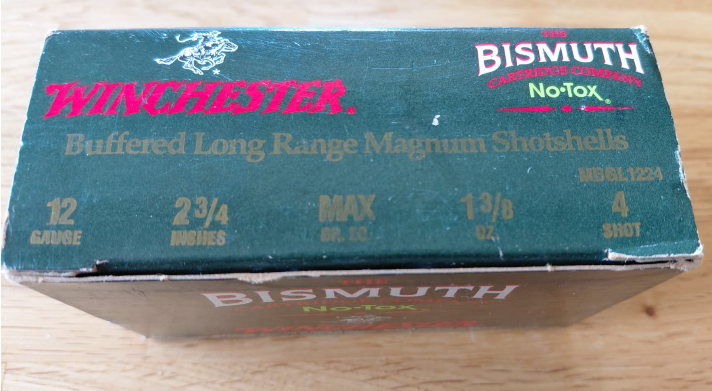 THE
BISMUTH
CARTRIDGE COMPANY
NO•TOX®
WINCHESTER®
Buffered Long Range Magnum Shotshells
12 2 3/4 MAX 1 3/8 4
GAUGE INCHES DR. EQ. OZ. SHOT
THE
BISMUTH
NO•TOX
WINCHESTER